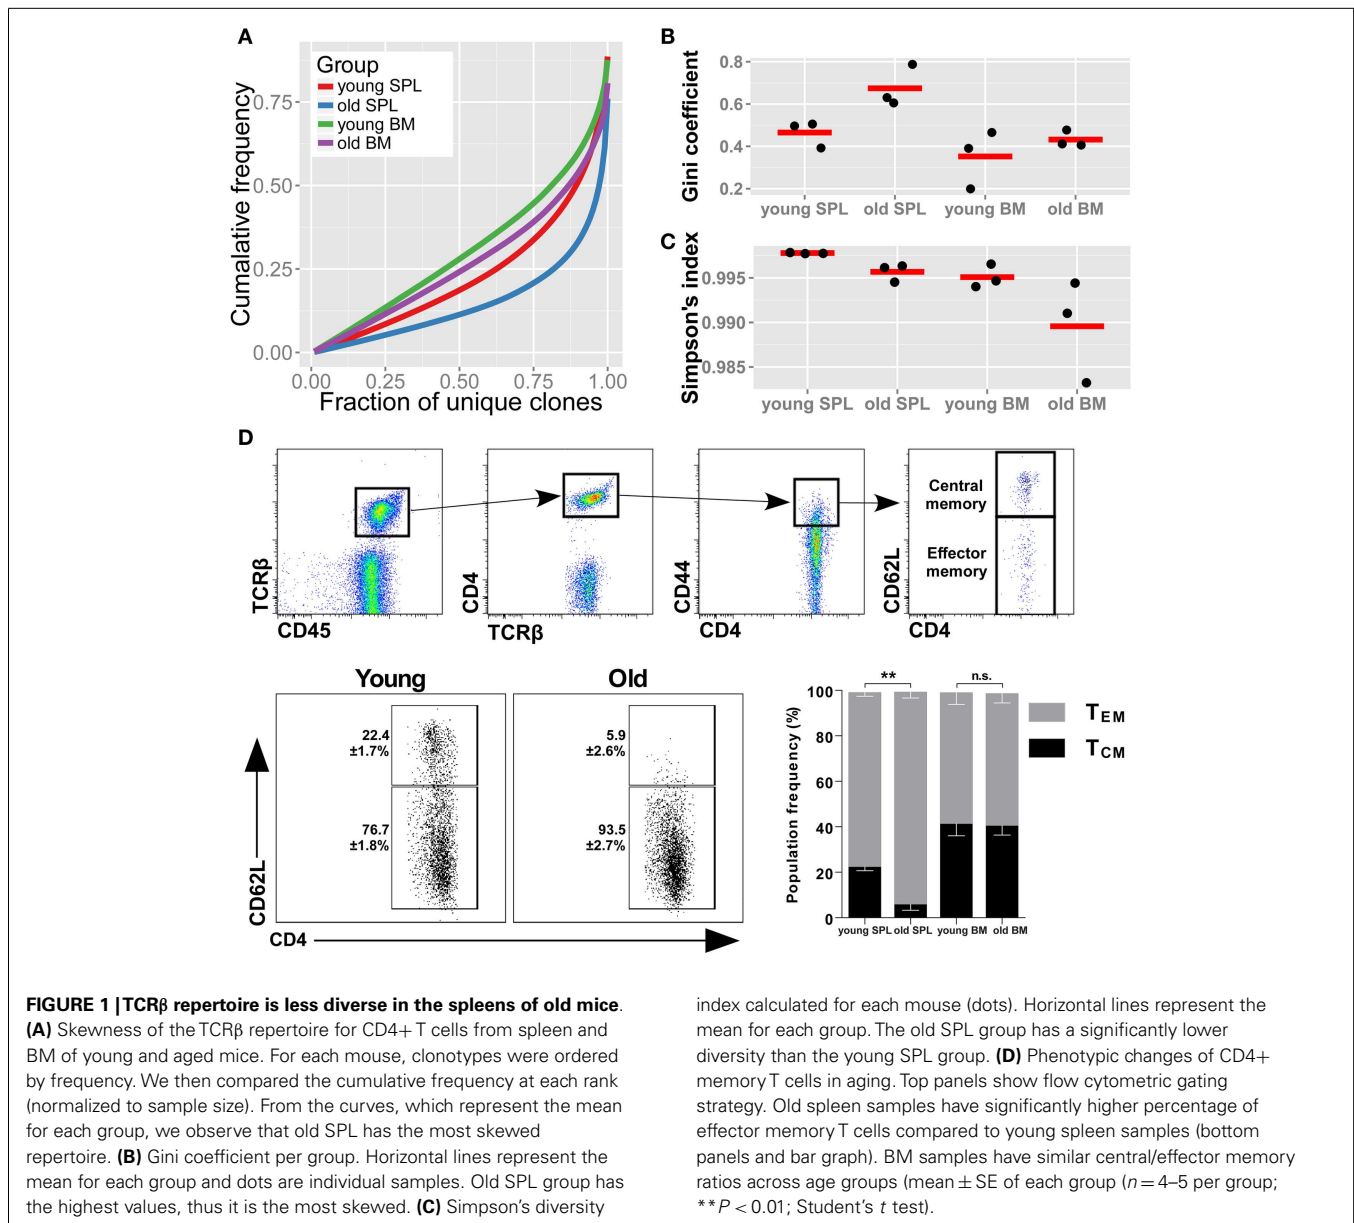 A
Group
young SPL
old SPL
young BM
old BM
0.75
0.50
0.25
0.00
0.00 0.25 0.50 0.75 1.00
Cumalative frequency
Fraction of unique clones
B
Gini coefficient
0.8
0.6
0.4
0.2
young SPL old SPL young BM old BM
C
Simpson's index
0.995
0.990
0.985
young SPL old SPL young BM old BM
D
TCRβ
CD45
CD4
TCRβ
CD44
CD4
CD62L
CD4
Central
memory
Effector
memory
Young
Old
22.4
±1.7%
76.7
±1.8%
5.9
±2.6%
93.5
±2.7%
CD62L
CD4
Population frequency (%)
100
80
60
40
20
0
**
n.s.
young SPL old SPL young BM old BM
TEM
TCM
FIGURE 1 | TCRβ repertoire is less diverse in the spleens of old mice.
(A) Skewness of the TCRβ repertoire for CD4+ T cells from spleen and
BM of young and aged mice. For each mouse, clonotypes were ordered
by frequency. We then compared the cumulative frequency at each rank
(normalized to sample size). From the curves, which represent the mean
for each group, we observe that old SPL has the most skewed
repertoire. (B) Gini coefficient per group. Horizontal lines represent the
mean for each group and dots are individual samples. Old SPL group has
the highest values, thus it is the most skewed. (C) Simpson's diversity
index calculated for each mouse (dots). Horizontal lines represent the
mean for each group. The old SPL group has a significantly lower
diversity than the young SPL group. (D) Phenotypic changes of CD4+
memory T cells in aging. Top panels show flow cytometric gating
strategy. Old spleen samples have significantly higher percentage of
effector memory T cells compared to young spleen samples (bottom
panels and bar graph). BM samples have similar central/effector memory
ratios across age groups (mean ± SE of each group (n = 4–5 per group;
**P < 0.01; Student's t test).